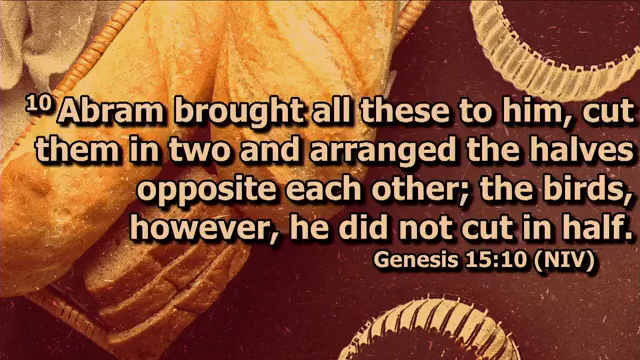 10 Abram brought all these to him, cut
them in two and arranged the halves
opposite each other; the birds,
however, he did not cut in half.
Genesis 15:10 (NIV)